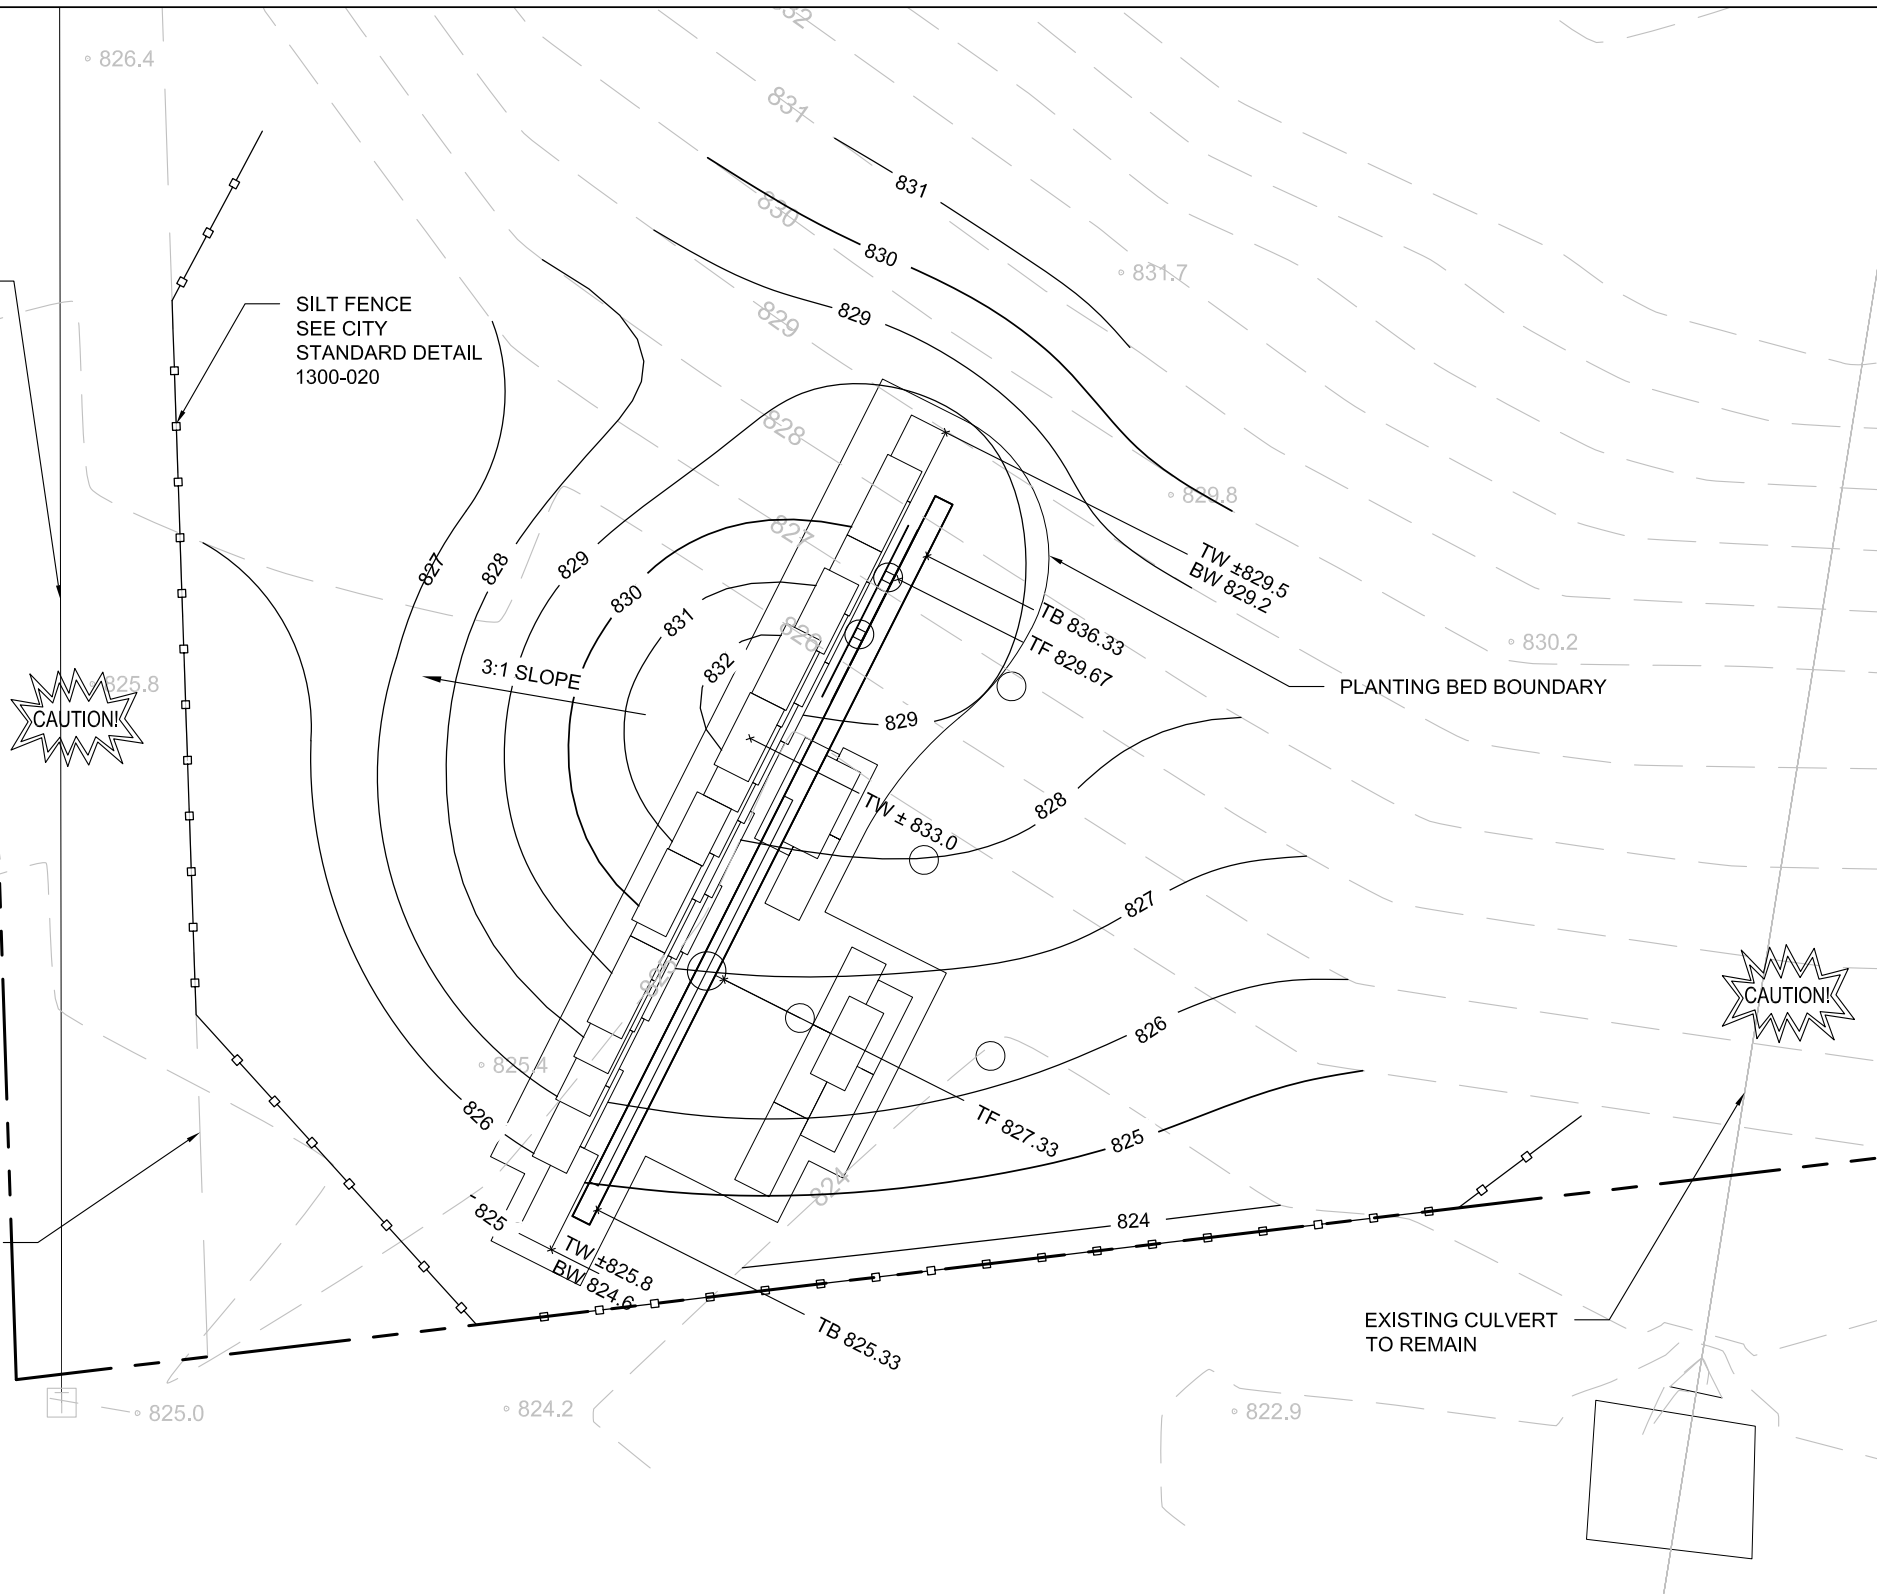 832
826.4
831
831
830
830
831.7
829
829
SILT FENCE
SEE CITY
STANDARD DETAIL
1300-020
828
829.8
827
827
828
829
TW ±829.5
BW 829.2
830
831
TB 836.33
TF 829.67
826
830.2
832
3:1 SLOPE
825.8
PLANTING BED BOUNDARY
CAUTION!
829
828
TW ± 833.0
827
825
CAUTION!
826
825.4
826
TF 827.33
825
824
825
824
TW ±825.8
BW 824.6
TB 825.33
EXISTING CULVERT
TO REMAIN
825.0
824.2
822.9